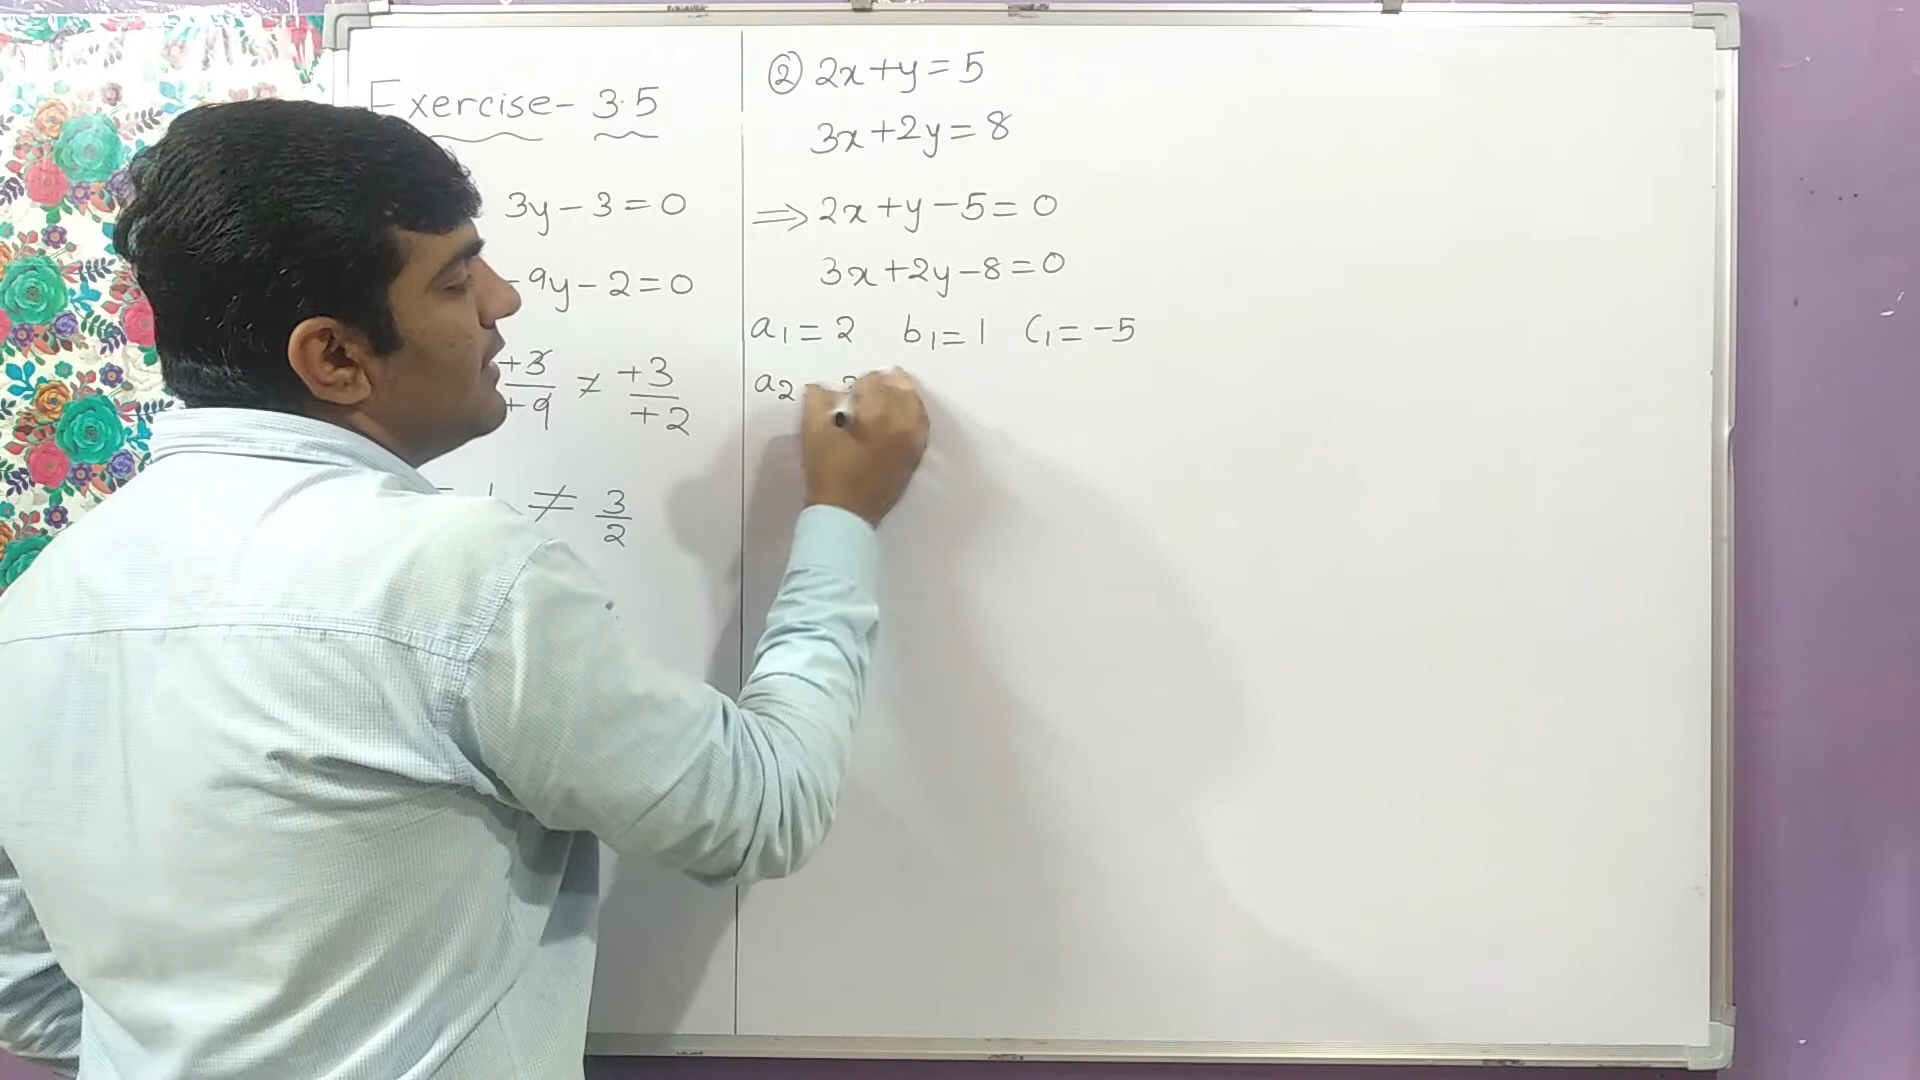 Exercise - 3.5
3y - 3 = 0
- 9y - 2 = 0
+3/+9 ≠ +3/+2
≠ 3/2
② 2x + y = 5
3x + 2y = 8
⇒ 2x + y - 5 = 0
3x + 2y - 8 = 0
a₁ = 2 b₁ = 1 C₁ = -5
a₂